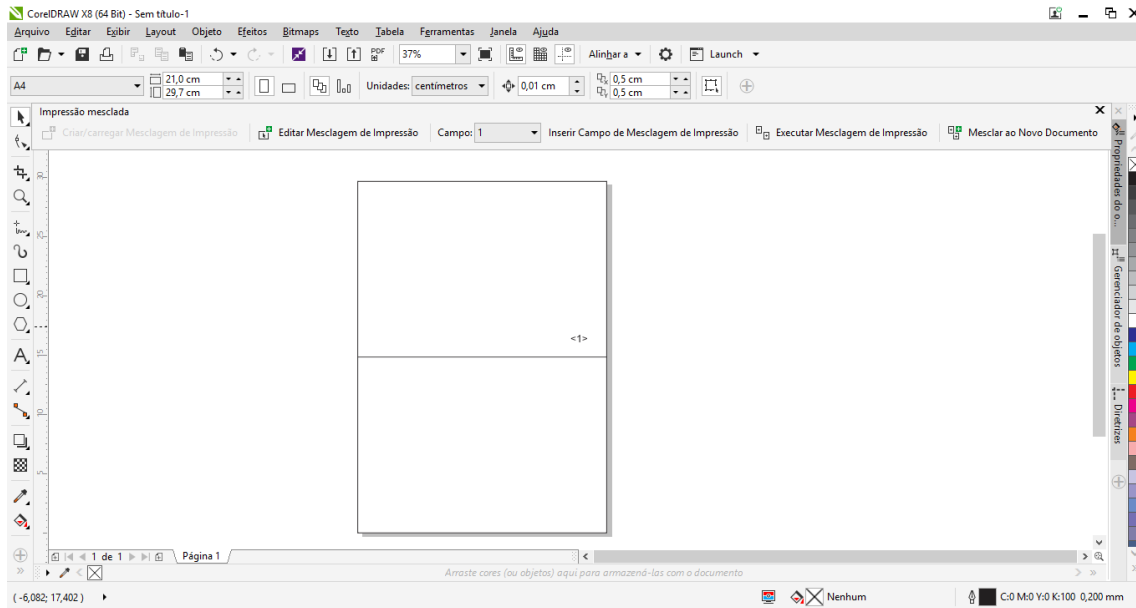 CorelDRAW X8 (64 Bit) - Sem título-1
Arquivo Editar Exibir Layout Objeto Efeitos Bitmaps Texto Tabela Ferramentas Janela Ajuda
PDF 37% Alinhar a Launch
A4 21,0 cm 29,7 cm Unidades: centímetros 0,01 cm 0,5 cm 0,5 cm
Impressão mesclada
Criar/carregar Mesclagem de Impressão Editar Mesclagem de Impressão Campo: 1 Inserir Campo de Mesclagem de Impressão Executar Mesclagem de Impressão Mesclar ao Novo Documento
Propriedades do o...
Gerenciador de objetos
Diretrizes
<1>
1 de 1 Página 1
Arraste cores (ou objetos) aqui para armazená-las com o documento
( -6,082; 17,402 ) Nenhum C:0 M:0 Y:0 K:100 0,200 mm